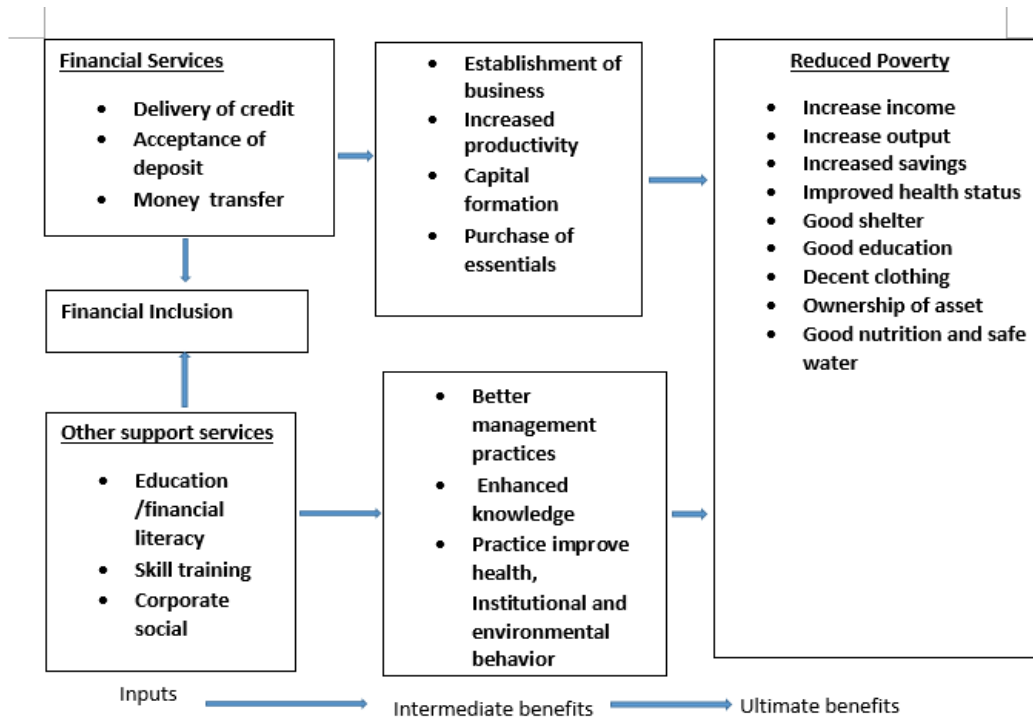 Financial Services
• Delivery of credit
• Acceptance of
deposit
• Money transfer
Financial Inclusion
Other support services
• Education
/financial
literacy
• Skill training
• Corporate
social
• Establishment of
business
• Increased
productivity
• Capital
formation
• Purchase of
essentials
• Better
management
practices
• Enhanced
knowledge
• Practice improve
health,
Institutional and
environmental
behavior
Reduced Poverty
• Increase income
• Increase output
• Increased savings
• Improved health status
• Good shelter
• Good education
• Decent clothing
• Ownership of asset
• Good nutrition and safe
water
Inputs
Intermediate benefits
Ultimate benefits